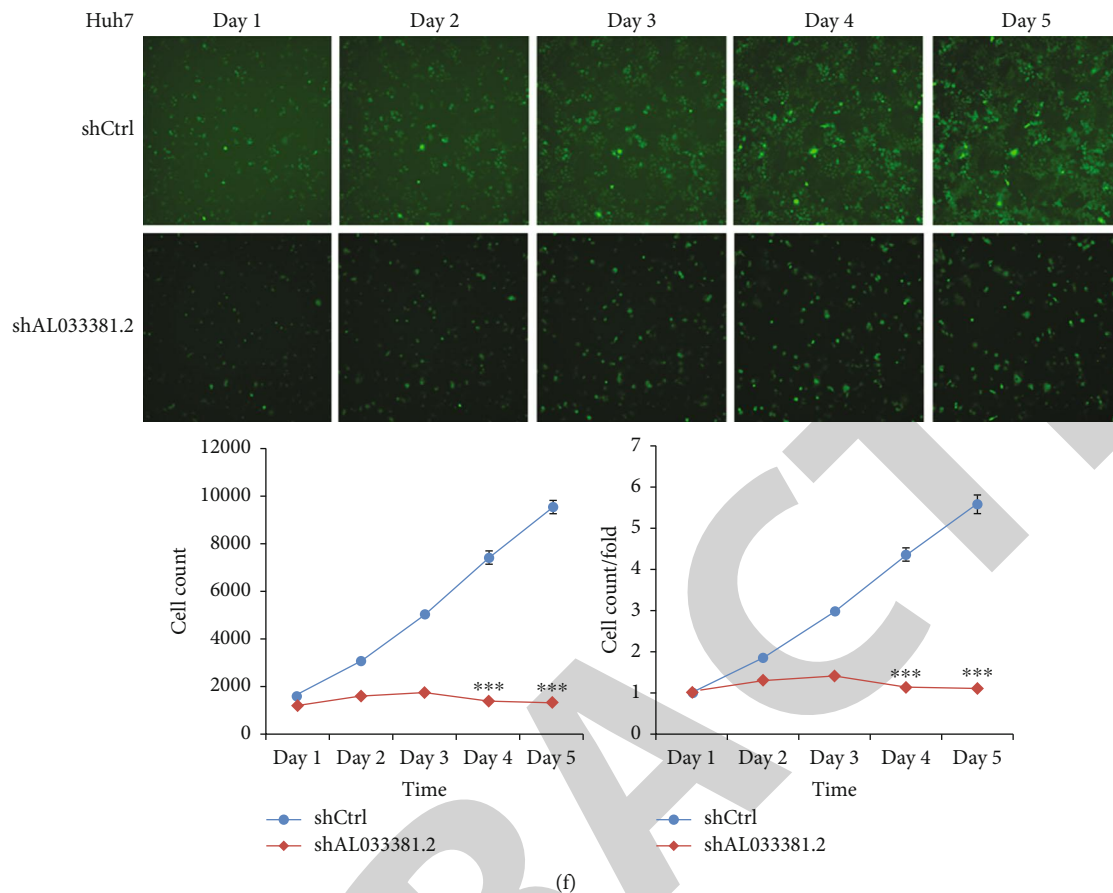 Huh7 Day 1 Day 2 Day 3 Day 4 Day 5
shCtrl
shAL033381.2
12000
10000
8000
6000
4000
2000
0
Cell count
*** ***
Day 1 Day 2 Day 3 Day 4 Day 5
Time
shCtrl
shAL033381.2
7
6
5
4
3
2
1
0
Cell count/fold
*** ***
Day 1 Day 2 Day 3 Day 4 Day 5
Time
shCtrl
shAL033381.2
(f)